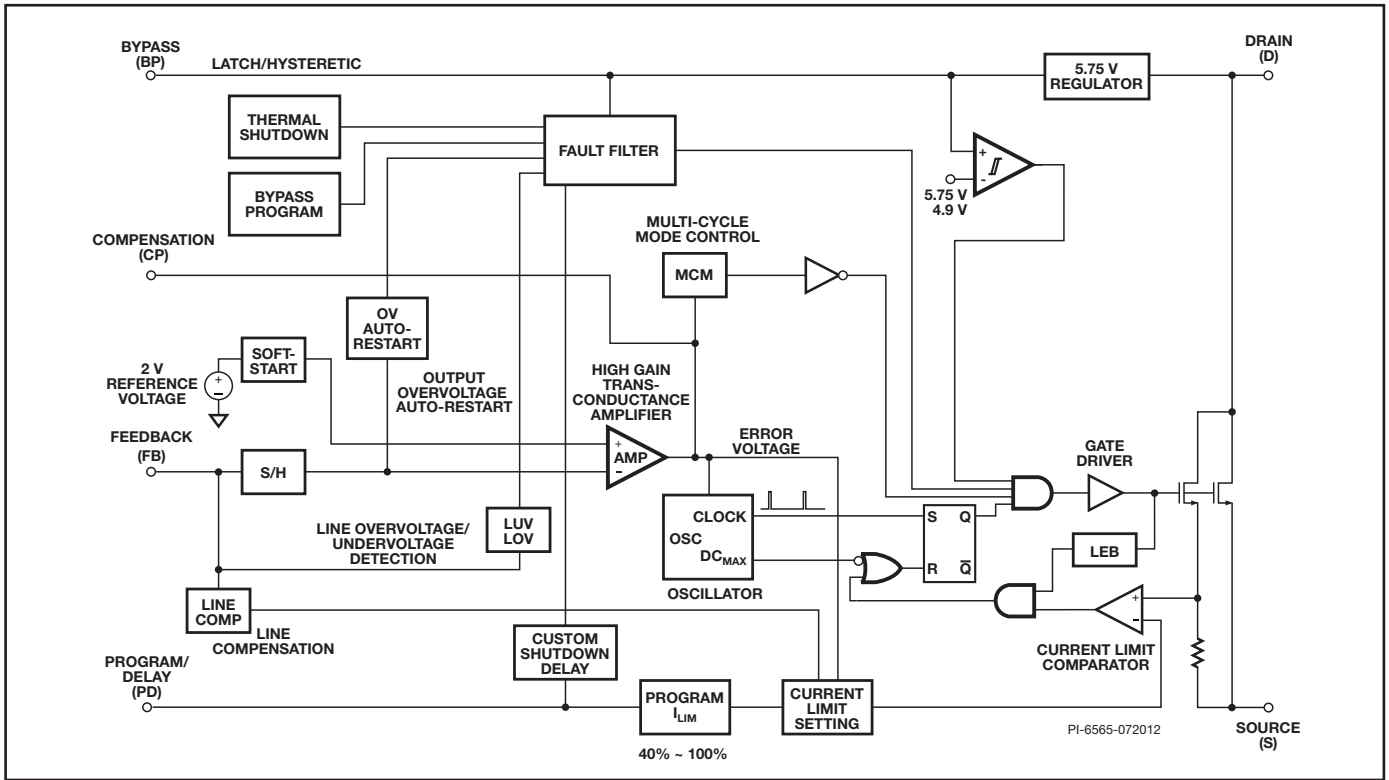 BYPASS
(BP)
LATCH/HYSTERETIC
DRAIN
(D)
5.75 V
REGULATOR
THERMAL
SHUTDOWN
FAULT FILTER
BYPASS
PROGRAM
+
-
5.75 V
4.9 V
COMPENSATION
(CP)
MULTI-CYCLE
MODE CONTROL
MCM
OV
AUTO-
RESTART
SOFT-
START
2 V
REFERENCE
VOLTAGE
+
–
OUTPUT
OVERVOLTAGE
AUTO-RESTART
HIGH GAIN
TRANS-
CONDUCTANCE
AMPLIFIER
FEEDBACK
(FB)
S/H
+
AMP
–
ERROR
VOLTAGE
GATE
DRIVER
LINE OVERVOLTAGE/
UNDERVOLTAGE
DETECTION
LUV
LOV
CLOCK
OSC
DCMAX
OSCILLATOR
S Q
R Q̅
LEB
+
–
CURRENT LIMIT
COMPARATOR
LINE
COMP
LINE
COMPENSATION
PROGRAM/
DELAY
(PD)
CUSTOM
SHUTDOWN
DELAY
PROGRAM
ILIM
40% ~ 100%
CURRENT
LIMIT
SETTING
PI-6565-072012
SOURCE
(S)